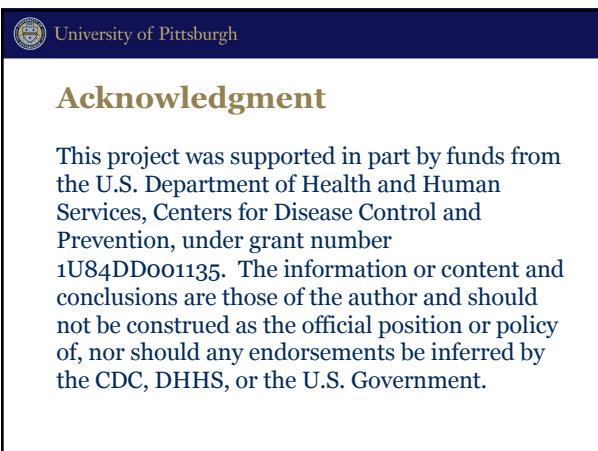 University of Pittsburgh
Acknowledgment
This project was supported in part by funds from
the U.S. Department of Health and Human
Services, Centers for Disease Control and
Prevention, under grant number
1U84DD001135.  The information or content and
conclusions are those of the author and should
not be construed as the official position or policy
of, nor should any endorsements be inferred by
the CDC, DHHS, or the U.S. Government.